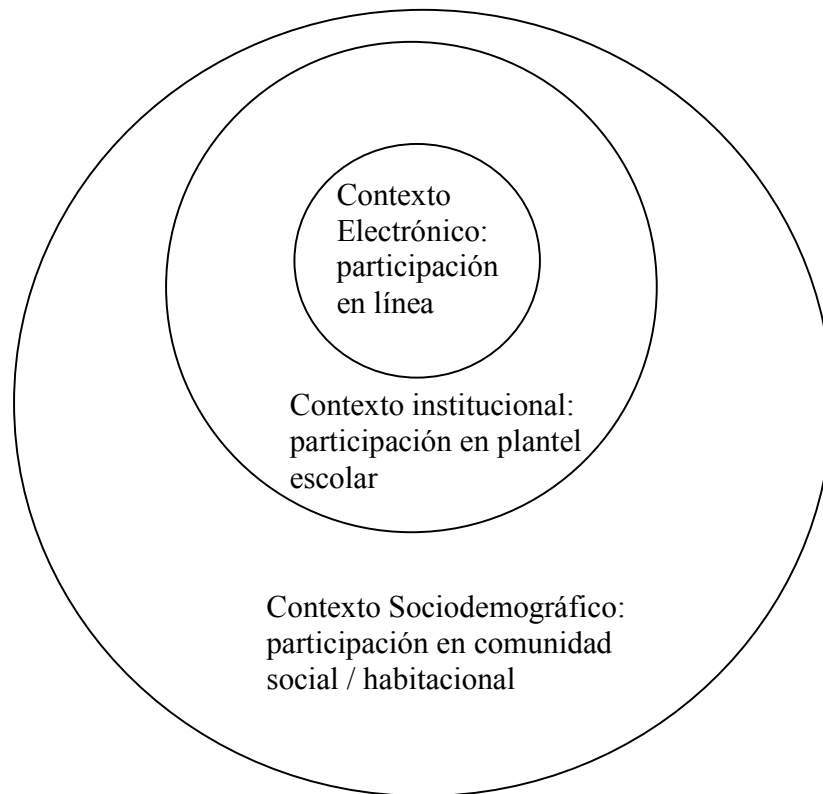 Contexto
Electrónico:
participación
en línea
Contexto institucional:
participación en plantel
escolar
Contexto Sociodemográfico:
participación en comunidad
social / habitacional